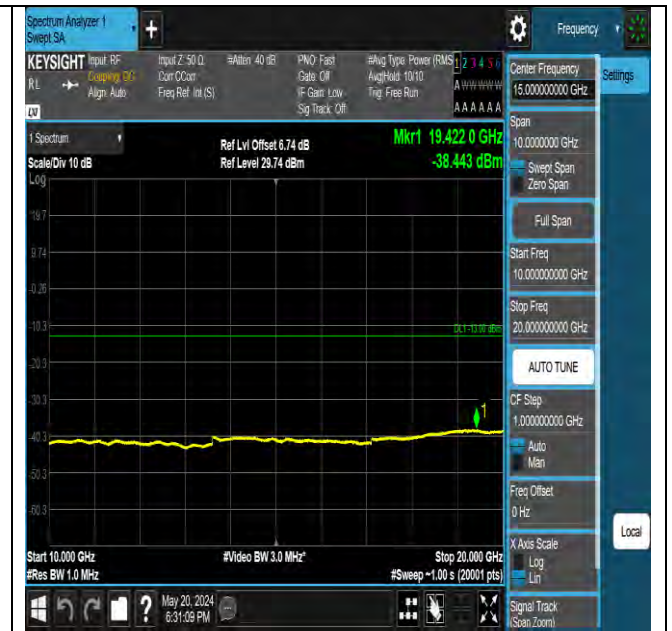 Spectrum Analyzer 1
Swept SA
+
Frequency
KEYSIGHT
RL
Input: RF
Coupling: DC
Align: Auto
Input Z: 50 Ω
Corr CCorr
Freq Ref: Int (S)
#Atten: 40 dB
PNO: Fast
Gate: Off
IF Gain: Low
Sig Track: Off
#Avg Type: Power (RMS
Avg|Hold: 10/10
Trig: Free Run
1 2 3 4 5 6
A W W W W W
A A A A A A
1 Spectrum
Scale/Div 10 dB
Log
Ref Lvl Offset 6.74 dB
Ref Level 29.74 dBm
Mkr1 19.422 0 GHz
-38.443 dBm
19.7
9.74
-0.26
-10.3
-20.3
-30.3
-40.3
-50.3
-60.3
DL1 -13.00 dBm
1
Start 10.000 GHz
#Res BW 1.0 MHz
#Video BW 3.0 MHz*
Stop 20.000 GHz
#Sweep ~1.00 s (20001 pts)
May 20, 2024
6:31:09 PM
Center Frequency
15.000000000 GHz
Settings
Span
10.0000000 GHz
Swept Span
Zero Span
Full Span
Start Freq
10.000000000 GHz
Stop Freq
20.000000000 GHz
AUTO TUNE
CF Step
1.000000000 GHz
Auto
Man
Freq Offset
0 Hz
X Axis Scale
Log
Lin
Local
Signal Track
(Span Zoom)